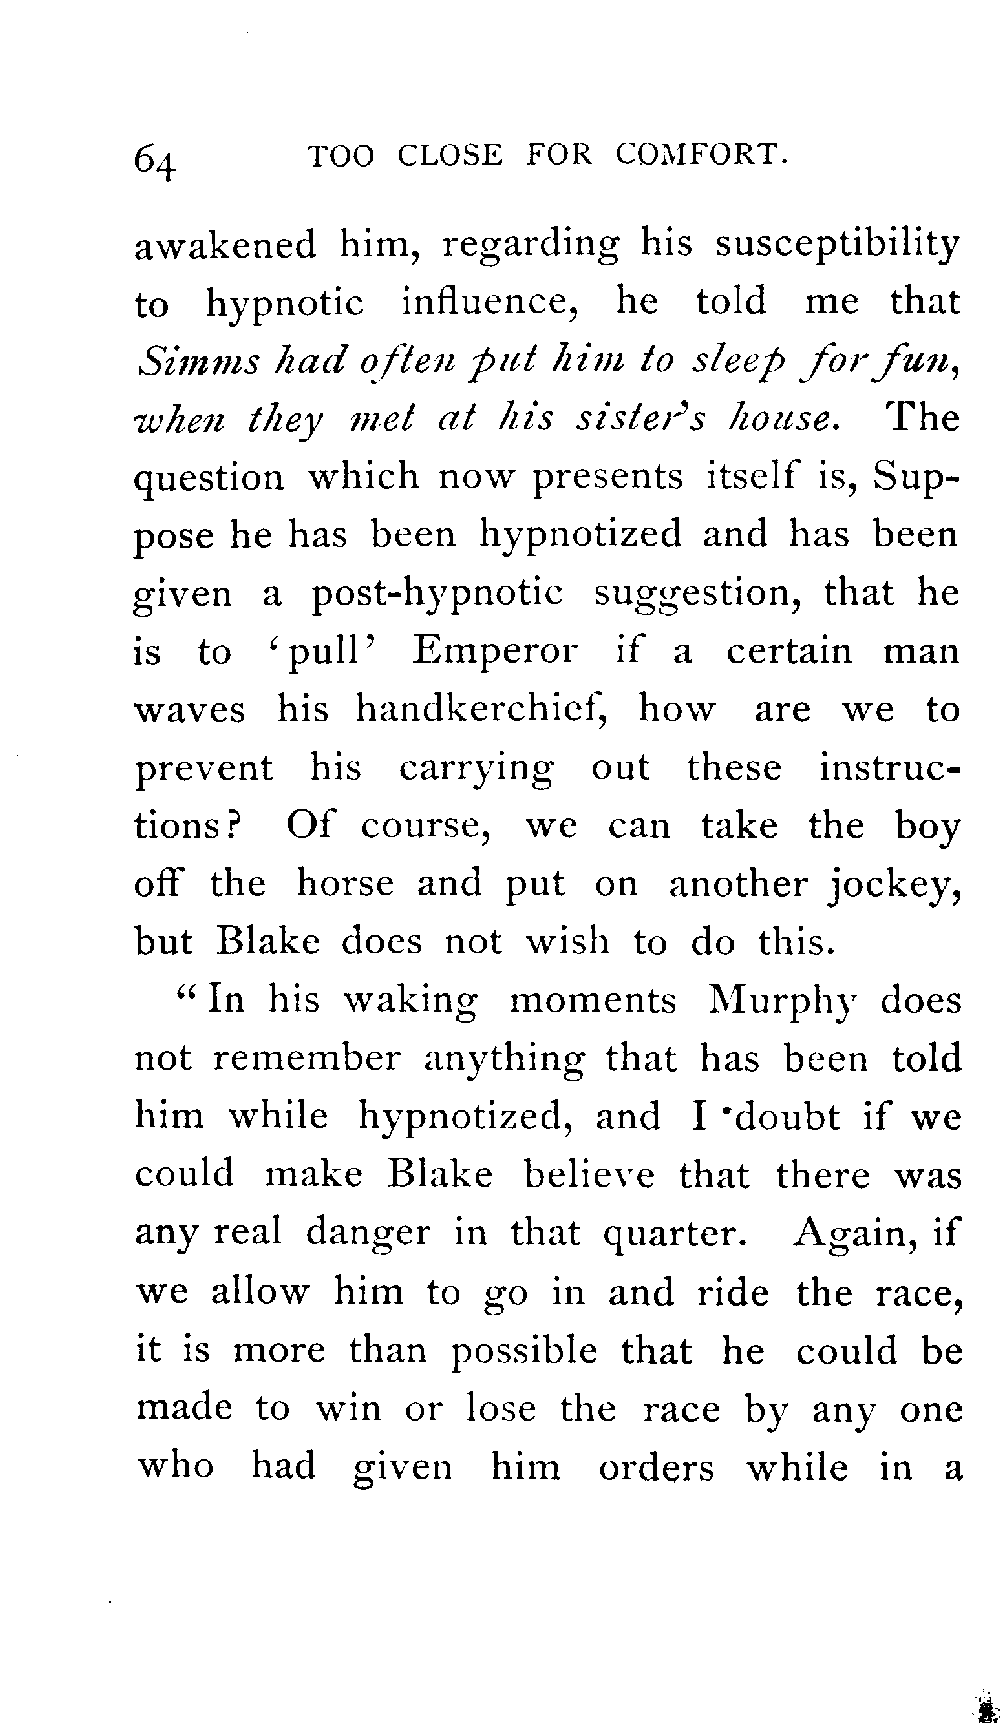 64 TOO CLOSE FOR COMFORT.
awakened him, regarding his susceptibility
to hypnotic influence, he told me that
Simms had often put him to sleep for fun,
when they met at his sister's house. The
question which now presents itself is, Sup-
pose he has been hypnotized and has been
given a post-hypnotic suggestion, that he
is to 'pull' Emperor if a certain man
waves his handkerchief, how are we to
prevent his carrying out these instruc-
tions? Of course, we can take the boy
off the horse and put on another jockey,
but Blake does not wish to do this.
"In his waking moments Murphy does
not remember anything that has been told
him while hypnotized, and I doubt if we
could make Blake believe that there was
any real danger in that quarter. Again, if
we allow him to go in and ride the race,
it is more than possible that he could be
made to win or lose the race by any one
who had given him orders while in a